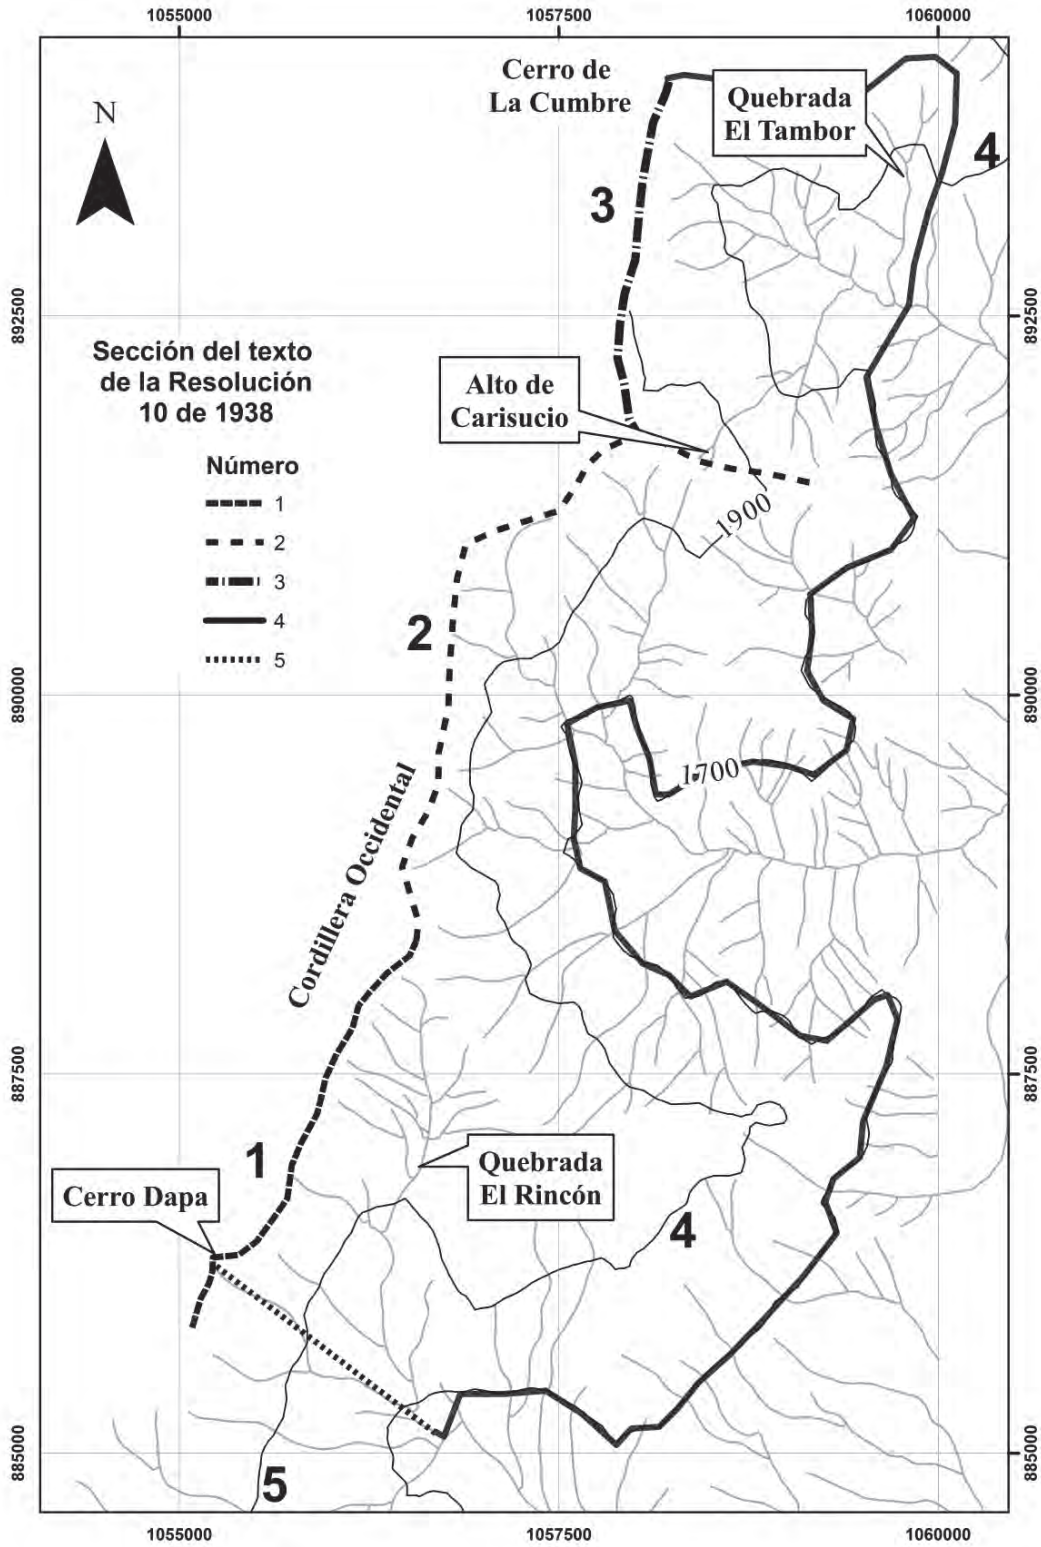 1055000
1057500
1060000
Cerro de
La Cumbre
Quebrada
El Tambor
N
4
3
892500
892500
Sección del texto
de la Resolución
10 de 1938
Alto de
Carisucio
Número
1
2
3
4
5
1900
2
890000
890000
1700
Cordillera Occidental
887500
887500
1
Quebrada
El Rincón
Cerro Dapa
4
885000
885000
5
1055000
1057500
1060000